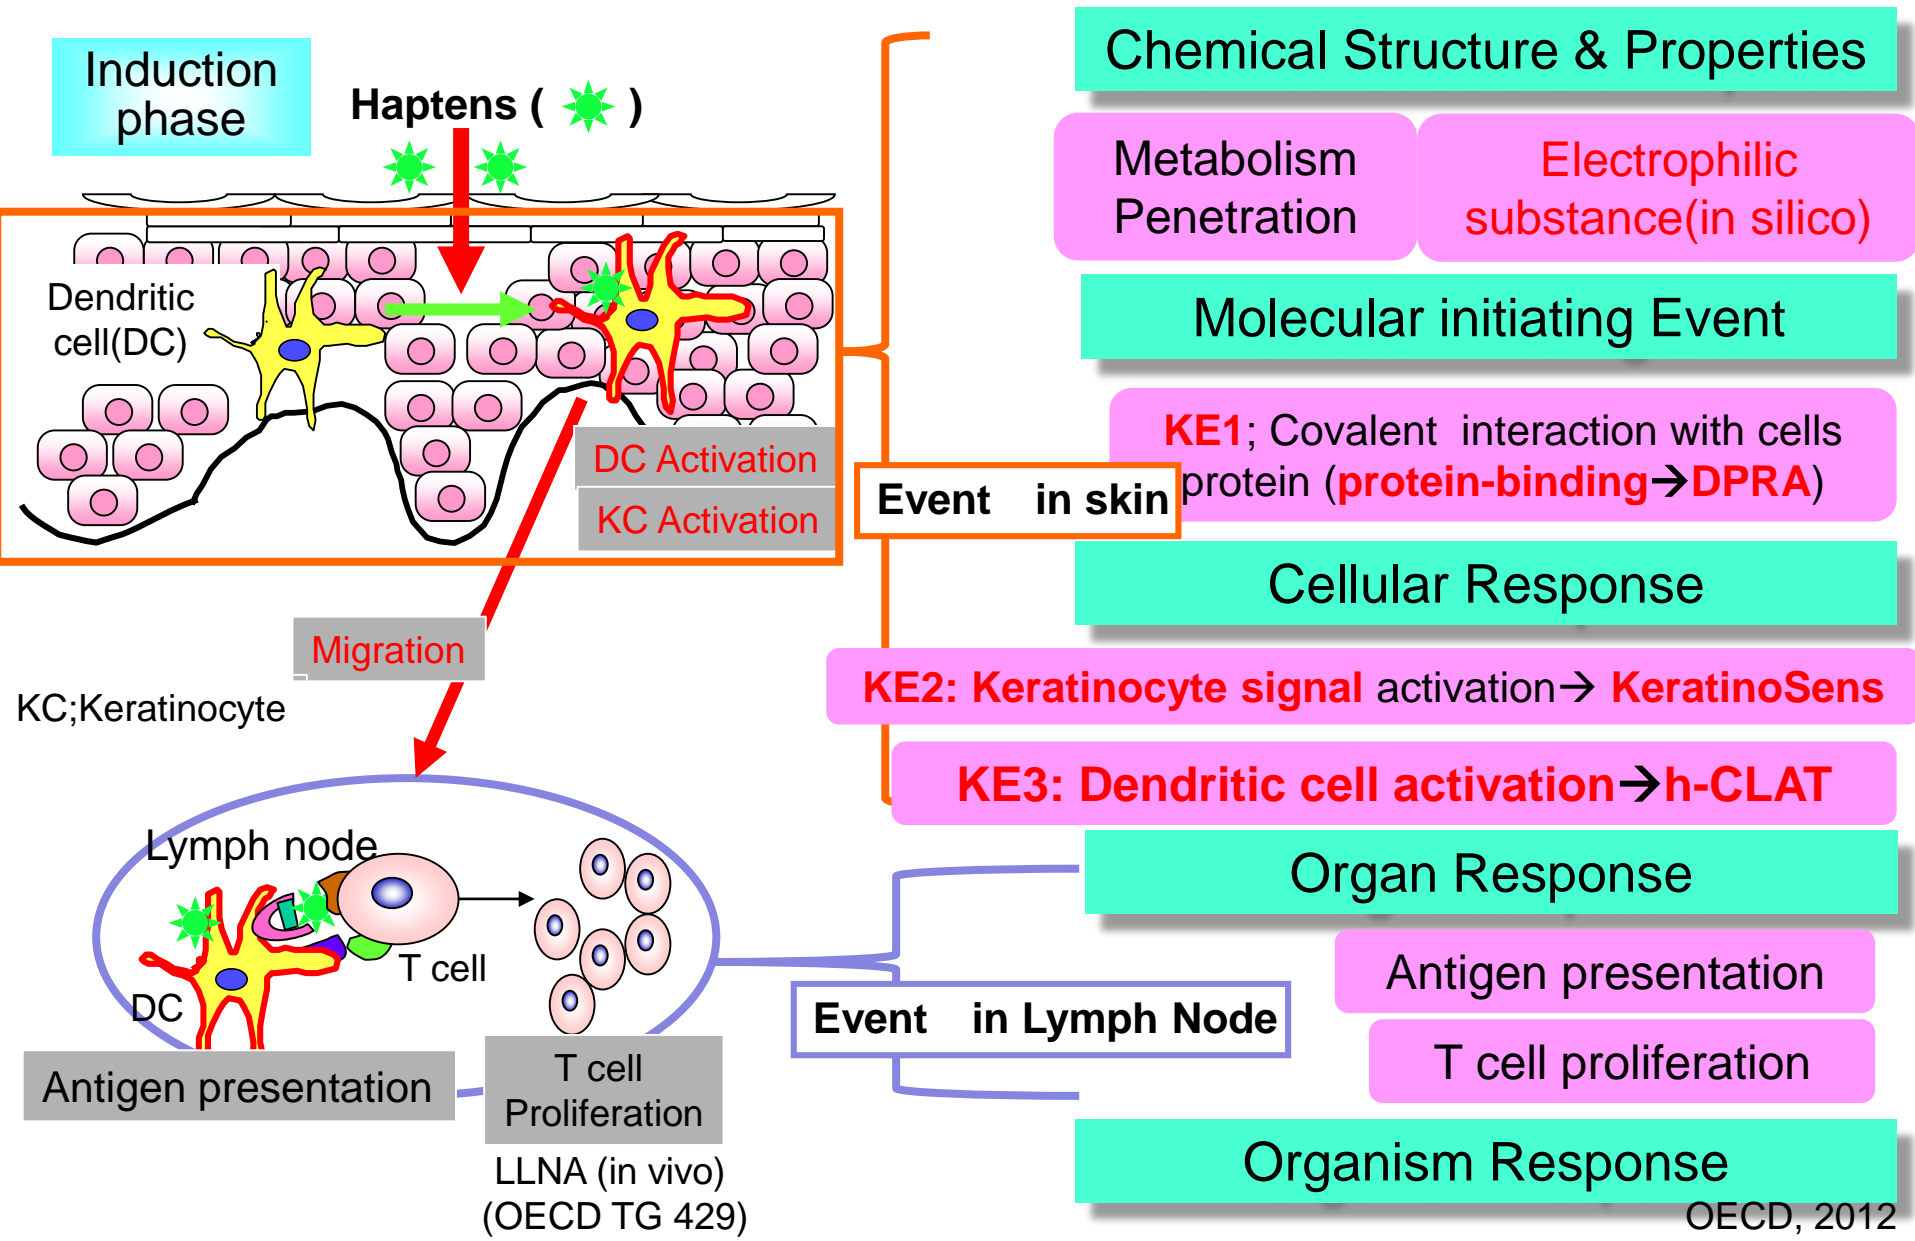 Induction
phase
Haptens ( )
Dendritic
cell(DC)
DC Activation
KC Activation
Migration
KC;Keratinocyte
Lymph node
T cell
DC
Antigen presentation
T cell
Proliferation
LLNA (in vivo)
(OECD TG 429)
Chemical Structure & Properties
Metabolism
Penetration
Electrophilic
substance(in silico)
Molecular initiating Event
KE1; Covalent interaction with cells
protein (protein-binding→DPRA)
Event in skin
Cellular Response
KE2: Keratinocyte signal activation→ KeratinoSens
KE3: Dendritic cell activation→h-CLAT
Organ Response
Antigen presentation
Event in Lymph Node
T cell proliferation
Organism Response
OECD, 2012